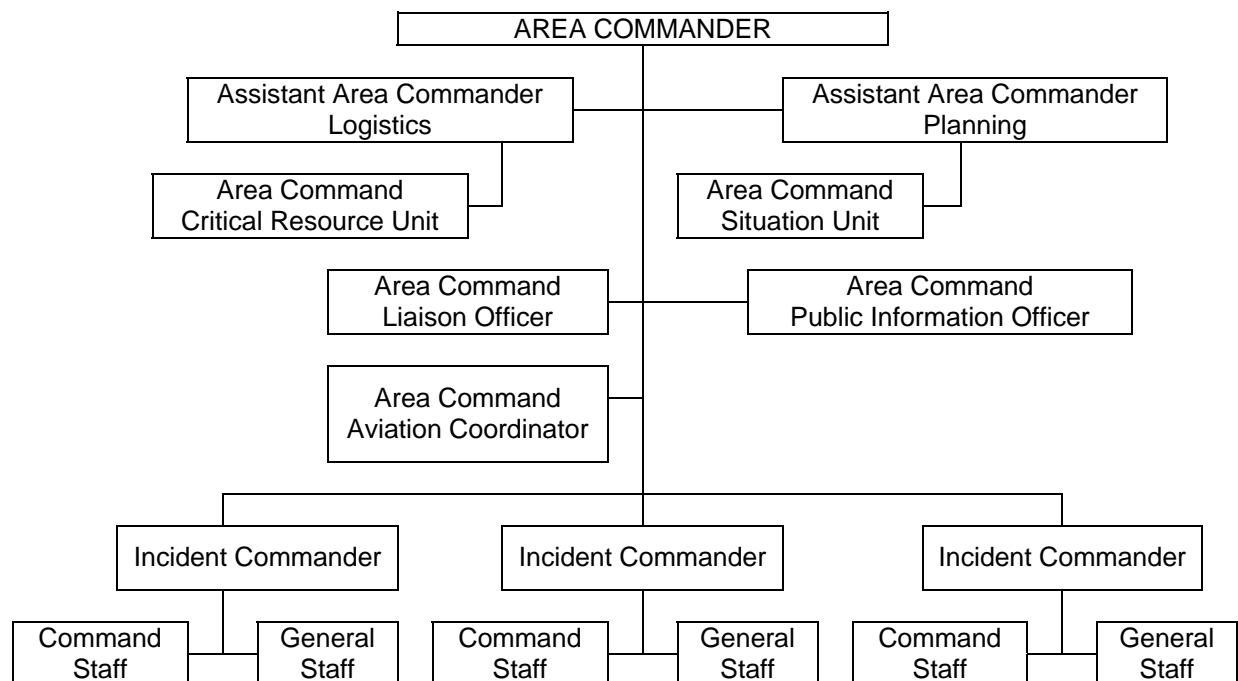 AREA COMMANDER
Assistant Area Commander
Logistics
Assistant Area Commander
Planning
Area Command
Critical Resource Unit
Area Command
Situation Unit
Area Command
Liaison Officer
Area Command
Public Information Officer
Area Command
Aviation Coordinator
Incident Commander
Incident Commander
Incident Commander
Command
Staff
General
Staff
Command
Staff
General
Staff
Command
Staff
General
Staff